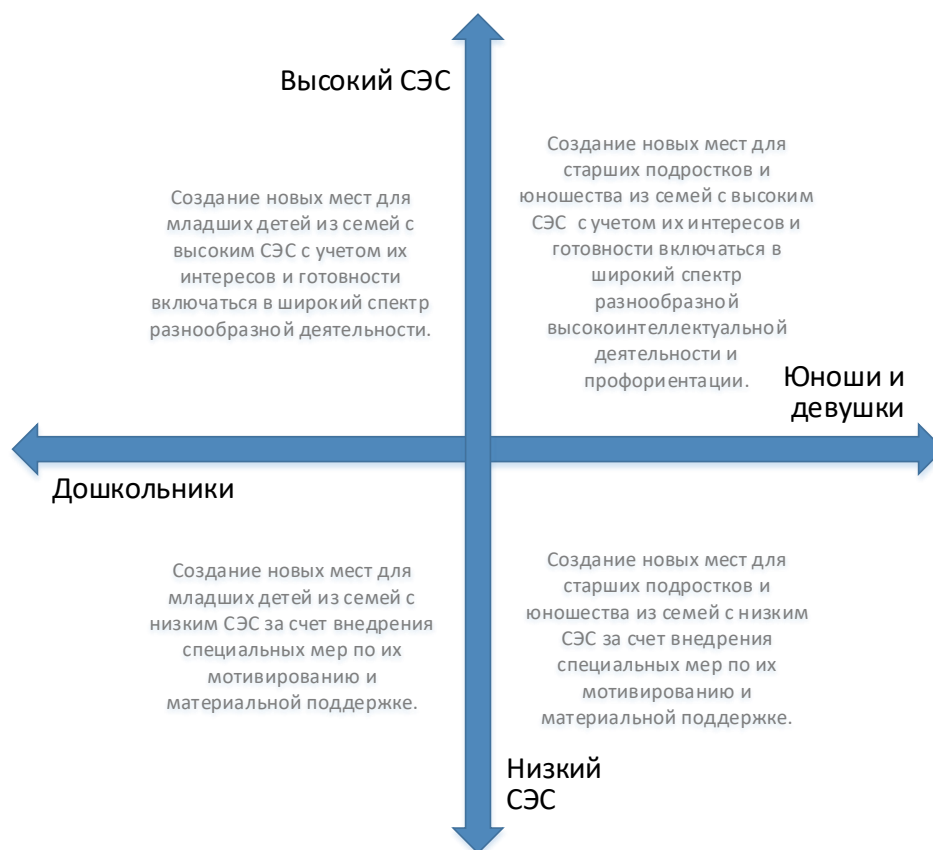 Высокий СЭС
Создание новых мест для
младших детей из семей с
высоким СЭС с учетом их
интересов и готовности
включаться в широкий спектр
разнообразной деятельности.
Создание новых мест для
старших подростков и
юношества из семей с высоким
СЭС  с учетом их интересов и
готовности включаться в
широкий спектр
разнообразной
высокоинтеллектуальной
деятельности и
профориентации.
Юноши и
девушки
Дошкольники
Создание новых мест для
младших детей из семей с
низким СЭС за счет внедрения
специальных мер по их
мотивированию и
материальной поддержке.
Создание новых мест для
старших подростков и
юношества из семей с низким
СЭС за счет внедрения
специальных мер по их
мотивированию и
материальной поддержке.
Низкий
СЭС